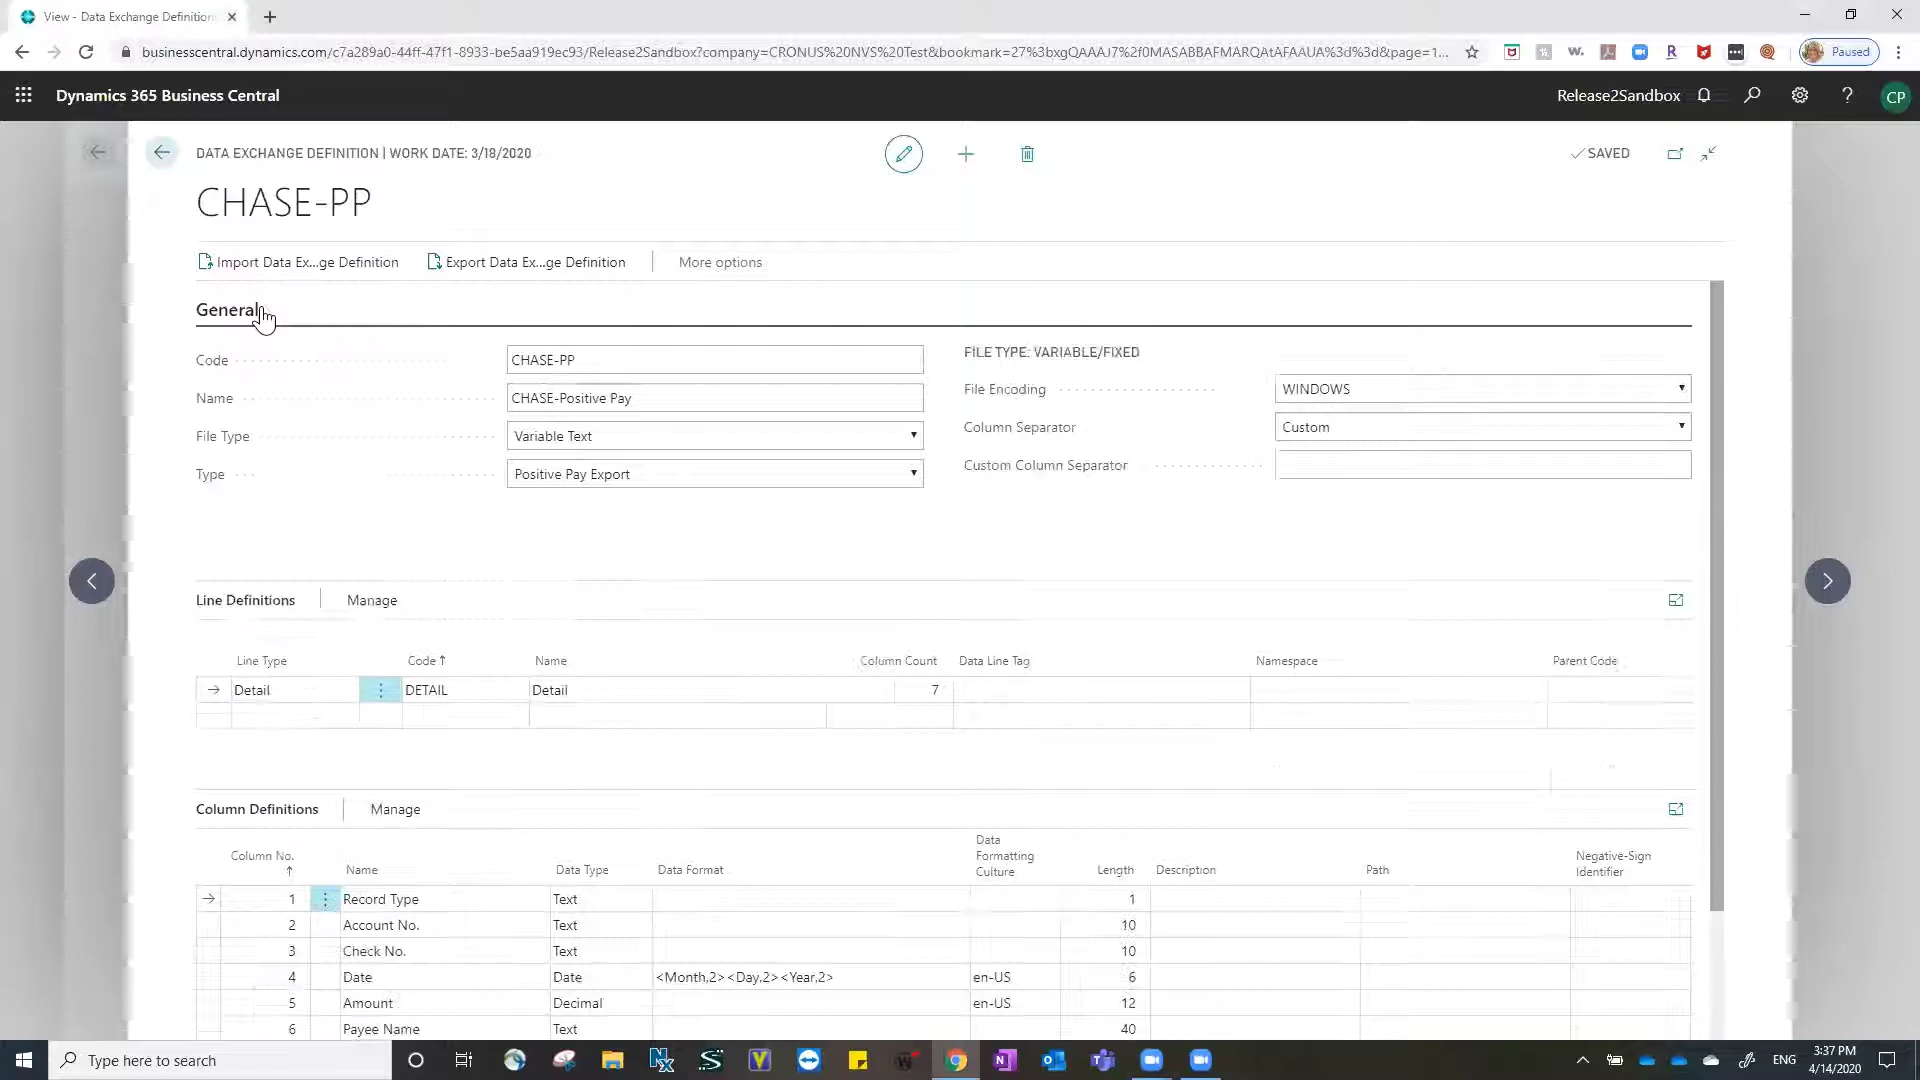 View - Data Exchange Definition
businesscentral.dynamics.com/c7a289a0-44ff-47f1-8933-be5aa919ec93/Release2Sandbox?company=CRONUS%20NVS%20Test&bookmark=27%3bxgQAAAJ7%2f0MASABBAFMARQAtAFAAUA%3d%3d&page=1...
Paused
Dynamics 365 Business Central
Release2Sandbox
?
CP
DATA EXCHANGE DEFINITION | WORK DATE: 3/18/2020
SAVED
CHASE-PP
Import Data Ex...ge Definition
Export Data Ex...ge Definition
More options
General
Code
CHASE-PP
FILE TYPE: VARIABLE/FIXED
File Encoding
WINDOWS
Name
CHASE-Positive Pay
Column Separator
Custom
File Type
Variable Text
Custom Column Separator
Type
Positive Pay Export
Line Definitions
Manage
Line Type
Code ↑
Name
Column Count
Data Line Tag
Namespace
Parent Code
Detail
DETAIL
Detail
7
Column Definitions
Manage
Column No. ↑
Name
Data Type
Data Format
Data Formatting Culture
Length
Description
Path
Negative-Sign Identifier
1 Record Type Text 1
2 Account No. Text 10
3 Check No. Text 10
4 Date Date <Month,2><Day,2><Year,2> en-US 6
5 Amount Decimal en-US 12
6 Payee Name Text 40
Type here to search
ENG
3:37 PM
4/14/2020